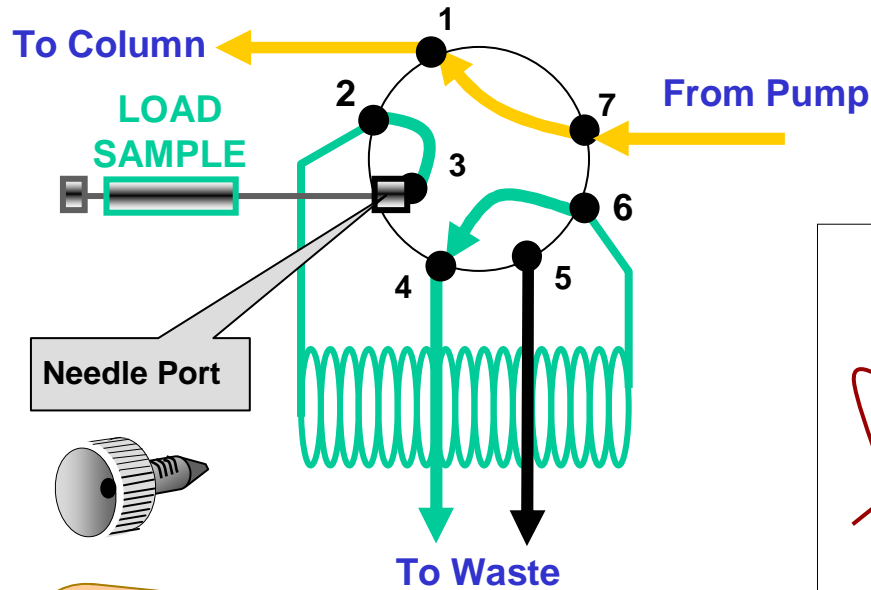 1
To Column
2
7
From Pump
LOAD
SAMPLE
3
6
4
5
Needle Port
To Waste